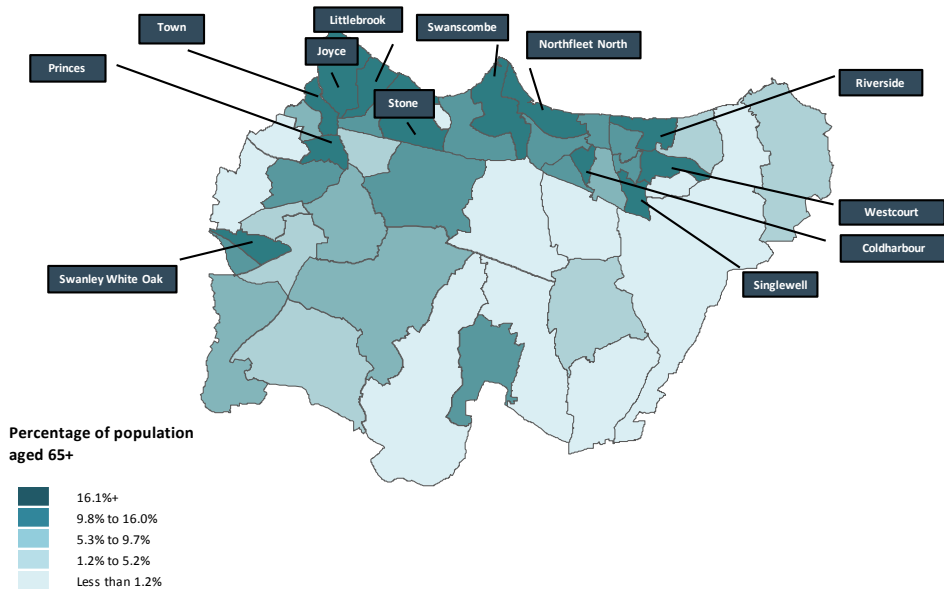 Littlebrook
Town
Swanscombe
Northfleet North
Joyce
Princes
Riverside
Stone
Westcourt
Coldharbour
Swanley White Oak
Singlewell
Percentage of population
aged 65+
16.1%+
9.8% to 16.0%
5.3% to 9.7%
1.2% to 5.2%
Less than 1.2%